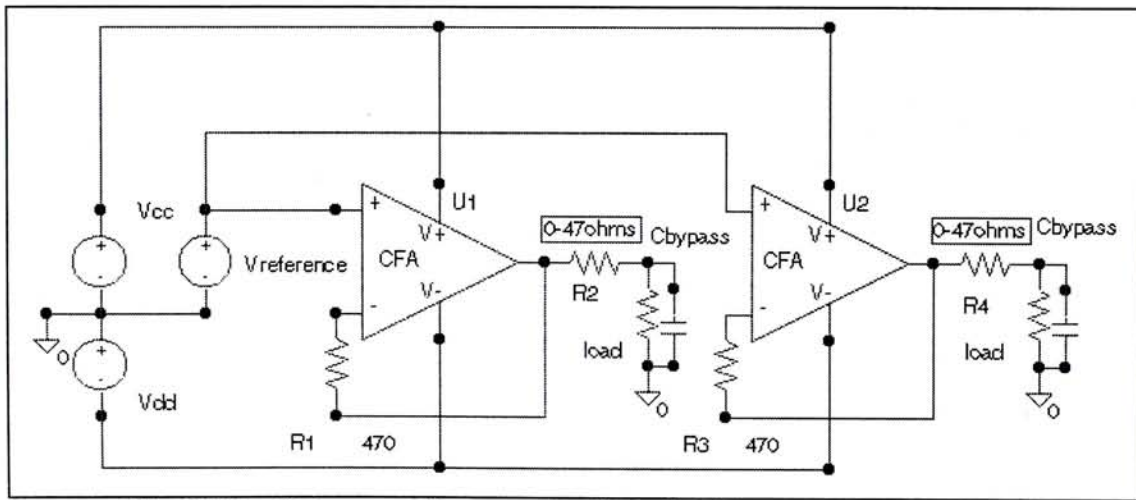 Vcc
Vreference
Vdd
0
+
-
+
-
+
-
+
-
CFA
V+
V-
U1
0-47ohms
R2
Cbypass
load
0
R1 470
+
-
CFA
V+
V-
U2
0-47ohms
R4
Cbypass
load
0
R3 470